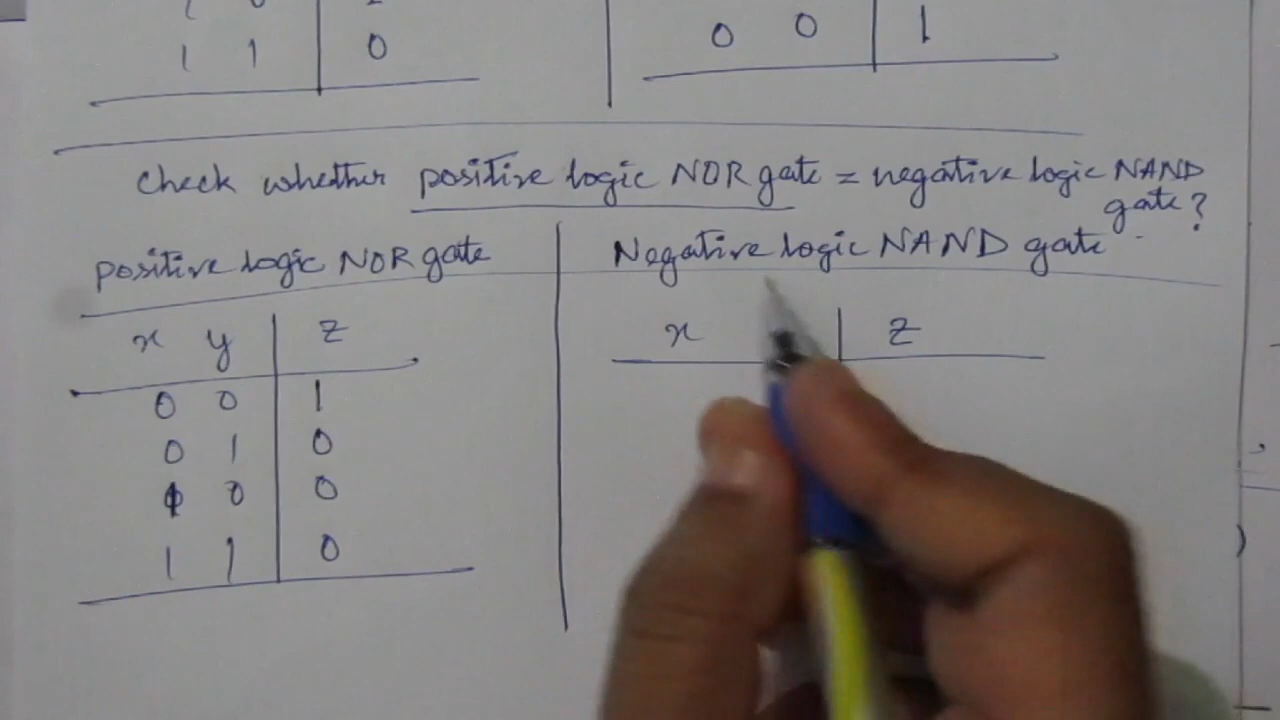 1 1 0
0 0 1
Check whether positive logic NOR gate = negative logic NAND
gate?
positive logic NOR gate
x y z
0 0 1
0 1 0
1 0 0
1 1 0
Negative logic NAND gate
x z